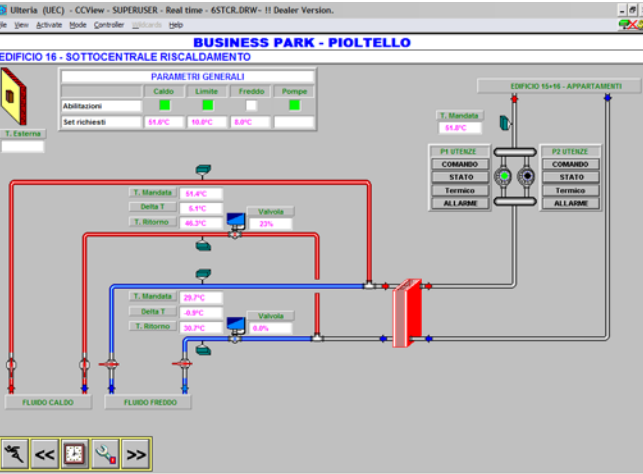 Ulteria (UEC) - CCView - SUPERUSER - Real time - 6STCR.DRW~ !! Dealer Version.
View Activate Mode Controller Wildcards Help
BUSINESS PARK - PIOLTELLO
EDIFICIO 16 - SOTTOCENTRALE RISCALDAMENTO
PARAMETRI GENERALI
Caldo Limite Freddo Pompe
Abilitazioni
Set richiesti 51.0°C 10.0°C 8.0°C
T. Esterna
EDIFICI 15+16 - APPARTAMENTI
T. Mandata
51.8°C
P1 UTENZE
COMANDO
STATO
Termico
ALLARME
P2 UTENZE
COMANDO
STATO
Termico
ALLARME
T. Mandata 51.4°C
Delta T 5.1°C
T. Ritorno 46.3°C
Valvola
23%
T. Mandata 29.7°C
Delta T -0.9°C
T. Ritorno 30.7°C
Valvola
0.0%
FLUIDO CALDO
FLUIDO FREDDO
<< >>